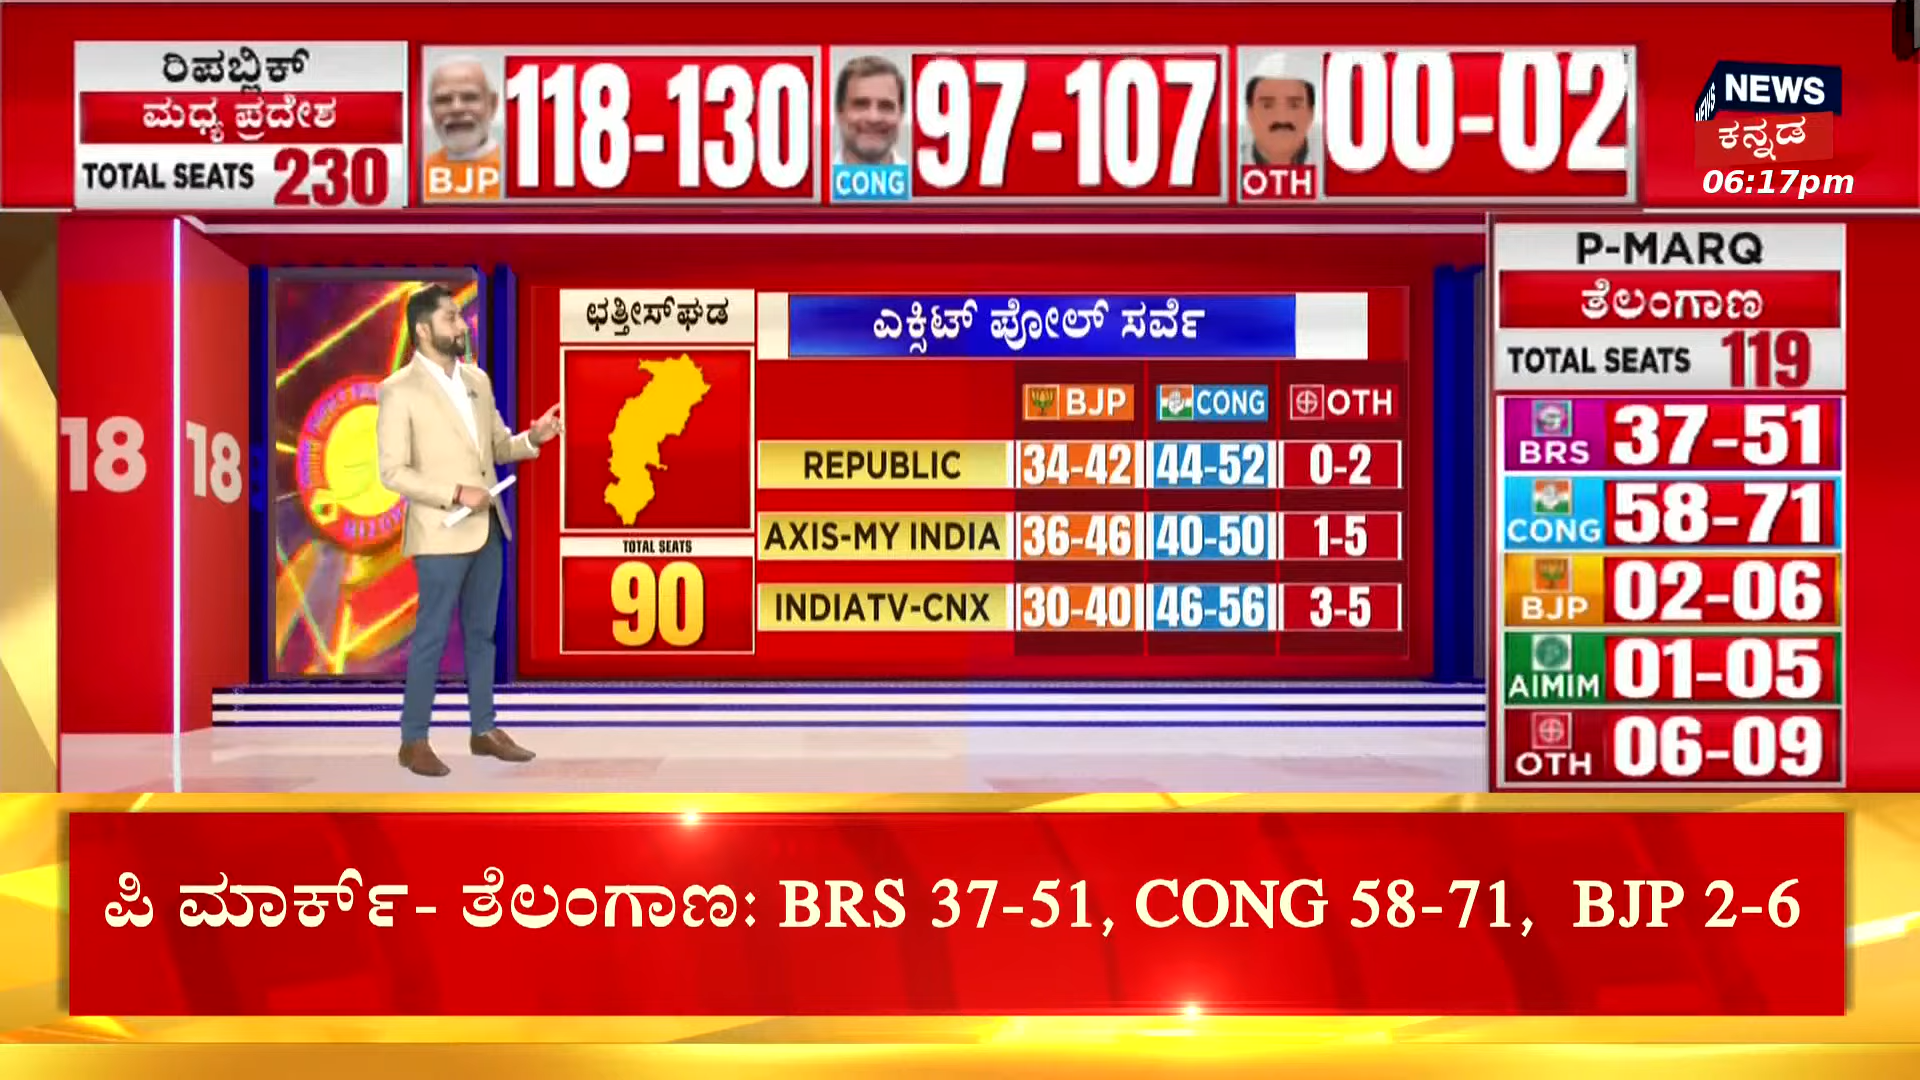 ರಿಪಬ್ಲಿಕ್
ಮಧ್ಯ ಪ್ರದೇಶ
TOTAL SEATS 230
BJP 118-130
CONG 97-107
OTH 00-02
NEWS
ಕನ್ನಡ
06:17pm
18 18
ಛತ್ತೀಸ್‌ಘಡ
TOTAL SEATS
90
ಎಕ್ಸಿಟ್ ಪೋಲ್ ಸರ್ವೆ
BJP CONG OTH
REPUBLIC 34-42 44-52 0-2
AXIS-MY INDIA 36-46 40-50 1-5
INDIATV-CNX 30-40 46-56 3-5
P-MARQ
ತೆಲಂಗಾಣ
TOTAL SEATS 119
BRS 37-51
CONG 58-71
BJP 02-06
AIMIM 01-05
OTH 06-09
ಪಿ ಮಾರ್ಕ್- ತೆಲಂಗಾಣ: BRS 37-51, CONG 58-71, BJP 2-6